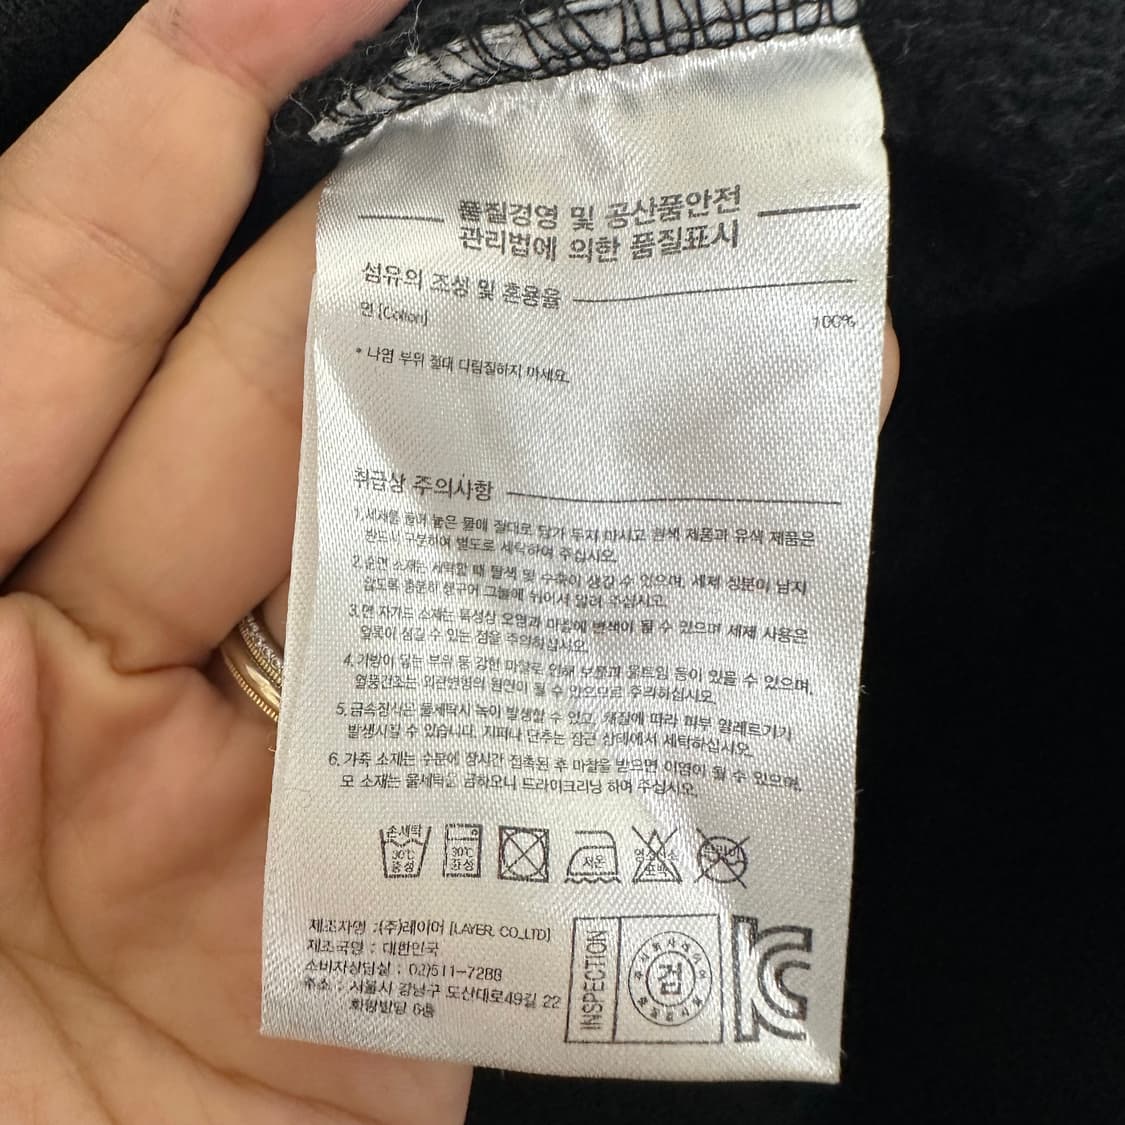 품질경영 및 공산품안전
관리법에 의한 품질표시
섬유의 조성 및 혼용율
면 [Cotton] 100%
* 나염 부위 절대 다림질하지 마세요.
취급상 주의사항
1. 세제를 풀어 놓은 물에 절대로 담가 두지 마시고 흰색 제품과 유색 제품은
반드시 구분하여 별도로 세탁하여 주십시오.
2. 순면 소재는 세탁할 때 탈색 및 수축이 생길 수 있으며, 세제 성분이 남지
않도록 충분히 헹구어 그늘에 뉘어서 말려 주십시오.
3. 면 자가드 소재는 특성상 오염과 마찰에 변색이 될 수 있으며 세제 사용은
얼룩이 생길 수 있는 점을 주의하십시오.
4. 가방이 닿는 부위 등 강한 마찰로 인해 보풀과 올트임 등이 있을 수 있으며,
열풍건조는 외관변형의 원인이 될 수 있으므로 주의하십시오.
5. 금속장식은 물세탁시 녹이 발생할 수 있고, 체질에 따라 피부 알레르기가
발생시킬 수 있습니다. 지퍼나 단추는 잠근 상태에서 세탁하십시오.
6. 가죽 소재는 수분에 장시간 접촉된 후 마찰을 받으면 이염이 될 수 있으며,
모 소재는 물세탁을 금하오니 드라이크리닝 하여 주십시오.
손세탁 30℃ 중성
30℃ 중성
저온
염소산소 표백
드라이
제조자명 : (주)레이어 [LAYER CO.,LTD]
제조국명 : 대한민국
소비자상담실 : 02)511-7288
주소 : 서울시 강남구 도산대로49길 22
화랑빌딩 6층
INSPECTION
검
KC